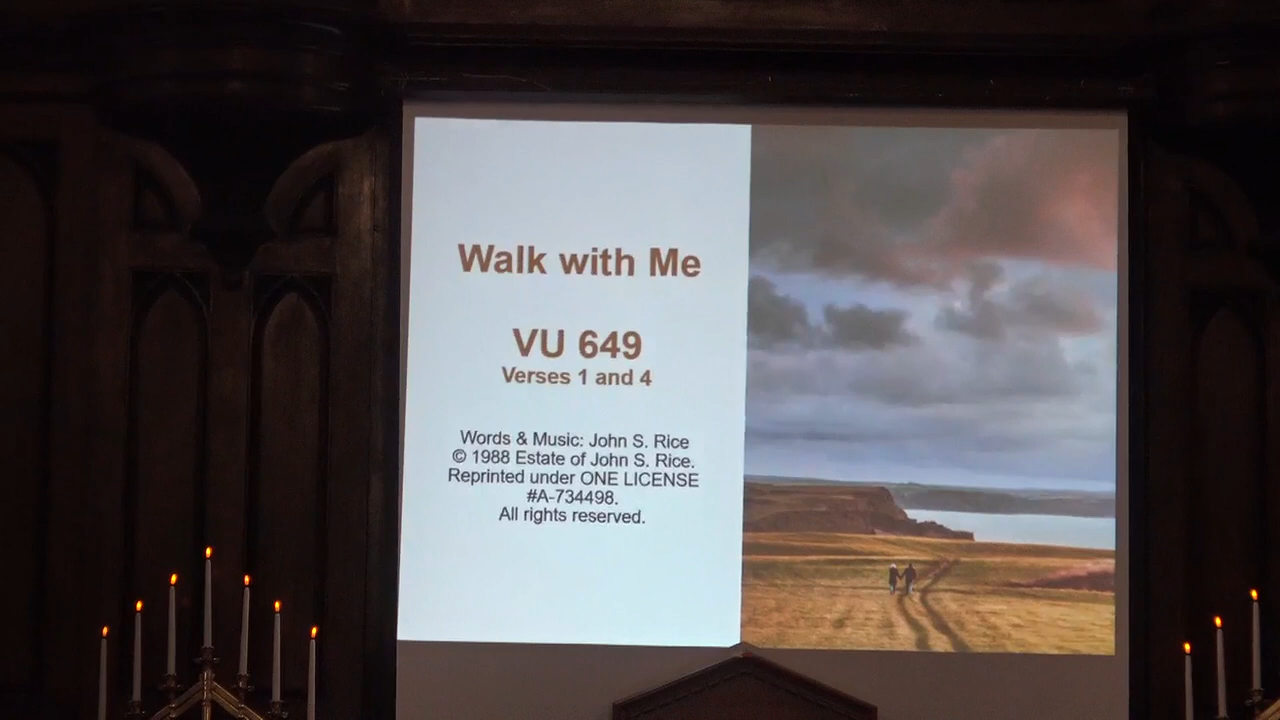 Walk with Me
VU 649
Verses 1 and 4
Words & Music: John S. Rice
© 1988 Estate of John S. Rice.
Reprinted under ONE LICENSE
#A-734498.
All rights reserved.